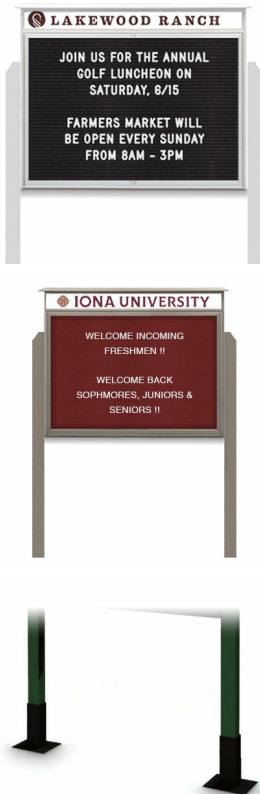 LAKEWOOD RANCH
JOIN US FOR THE ANNUAL
GOLF LUNCHEON ON
SATURDAY, 6/15
FARMERS MARKET WILL
BE OPEN EVERY SUNDAY
FROM 8AM - 3PM
IONA UNIVERSITY
WELCOME INCOMING
FRESHMEN !!
WELCOME BACK
SOPHMORES, JUNIORS &
SENIORS !!